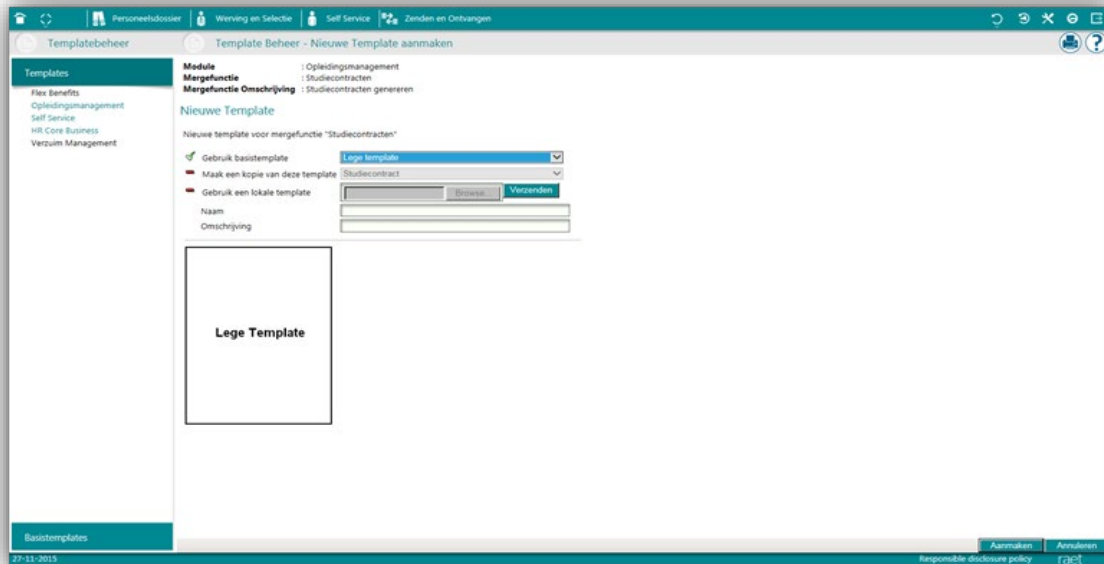 Personeelsdossier
Werving en Selectie
Self Service
Zenden en Ontvangen
Templatebeheer
Template Beheer - Nieuwe Template aanmaken
Templates
Flex Benefits
Opleidingsmanagement
Self Service
HR Core Business
Verzuim Management
Module : Opleidingsmanagement
Mergefunctie : Studiecontracten
Mergefunctie Omschrijving : Studiecontracten genereren
Nieuwe Template
Nieuwe template voor mergefunctie "Studiecontracten"
Gebruik basistemplate Lege template
Maak een kopie van deze template Studiecontract
Gebruik een lokale template Browse... Verzenden
Naam
Omschrijving
Lege Template
Basistemplates
Aanmaken Annuleren
27-11-2015 Responsible disclosure policy raet